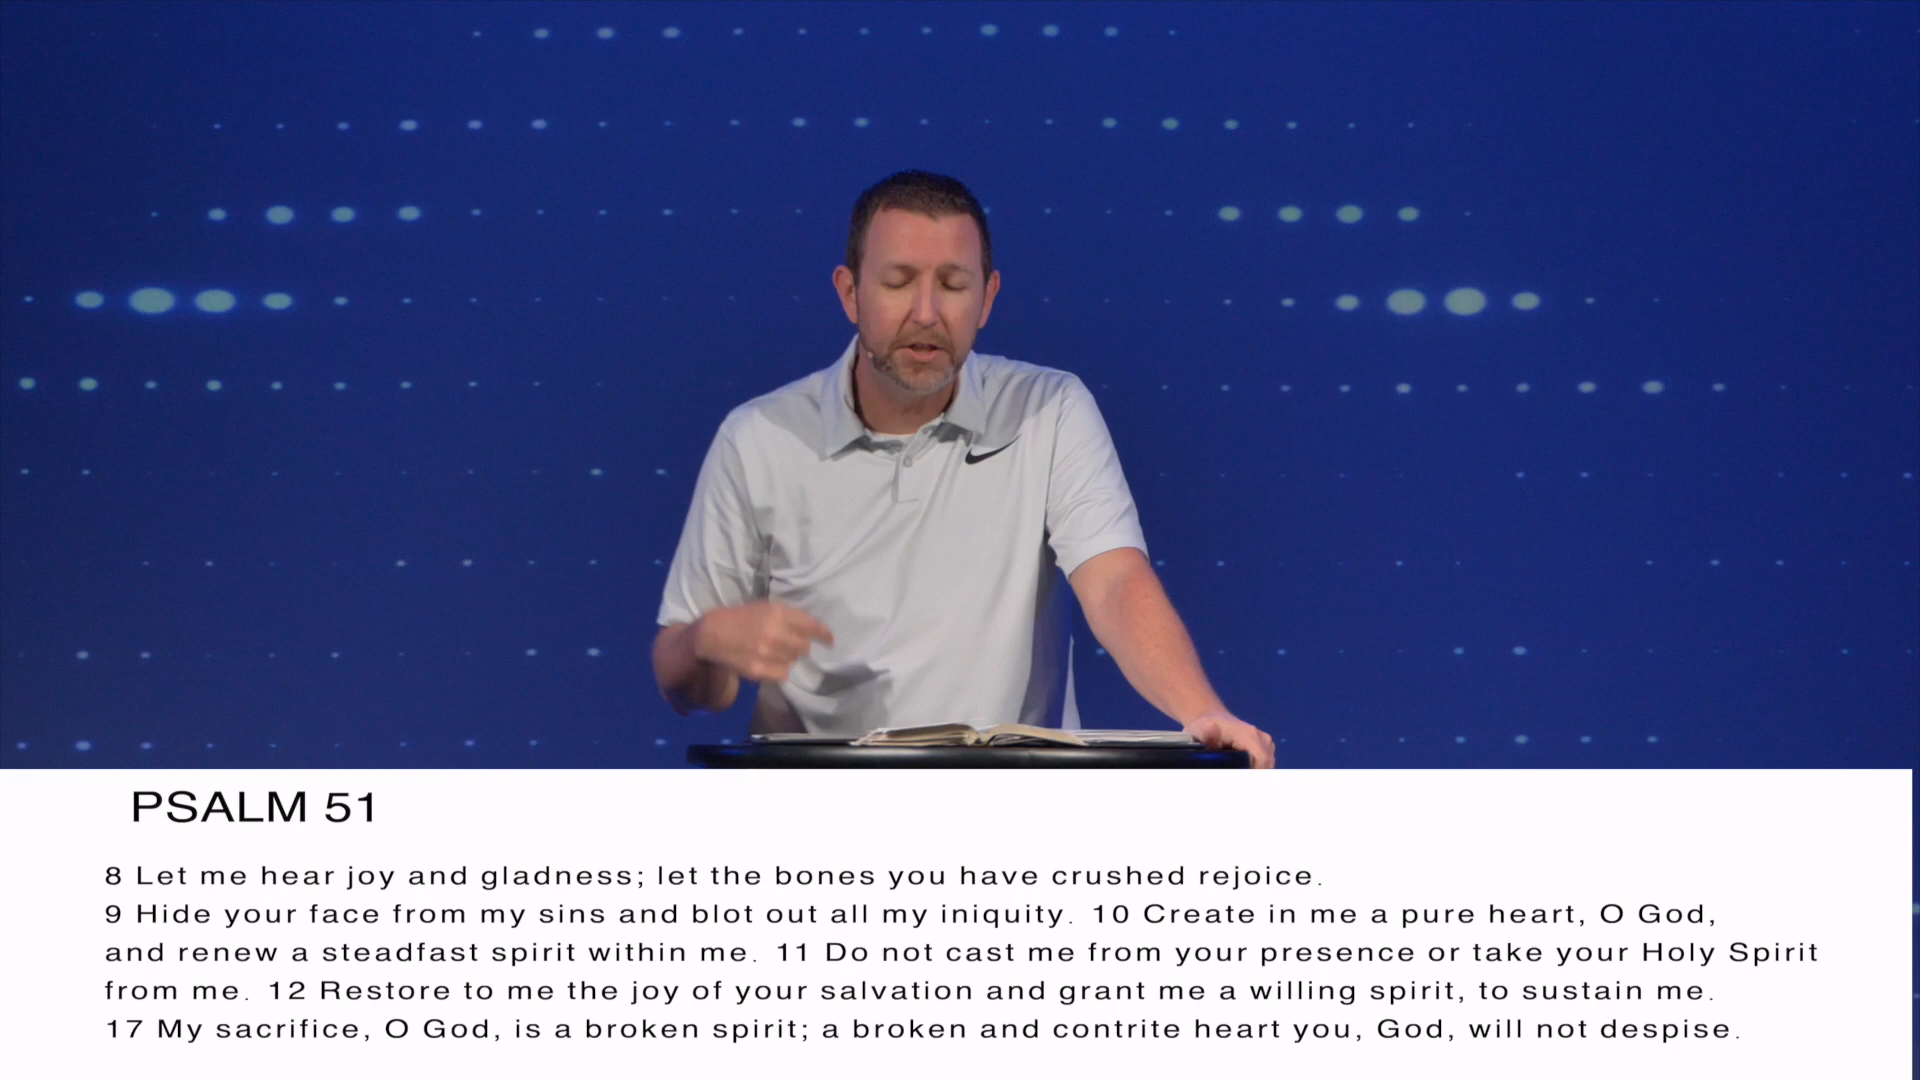 PSALM 51
8 Let me hear joy and gladness; let the bones you have crushed rejoice.
9 Hide your face from my sins and blot out all my iniquity. 10 Create in me a pure heart, O God,
and renew a steadfast spirit within me. 11 Do not cast me from your presence or take your Holy Spirit
from me. 12 Restore to me the joy of your salvation and grant me a willing spirit, to sustain me.
17 My sacrifice, O God, is a broken spirit; a broken and contrite heart you, God, will not despise.